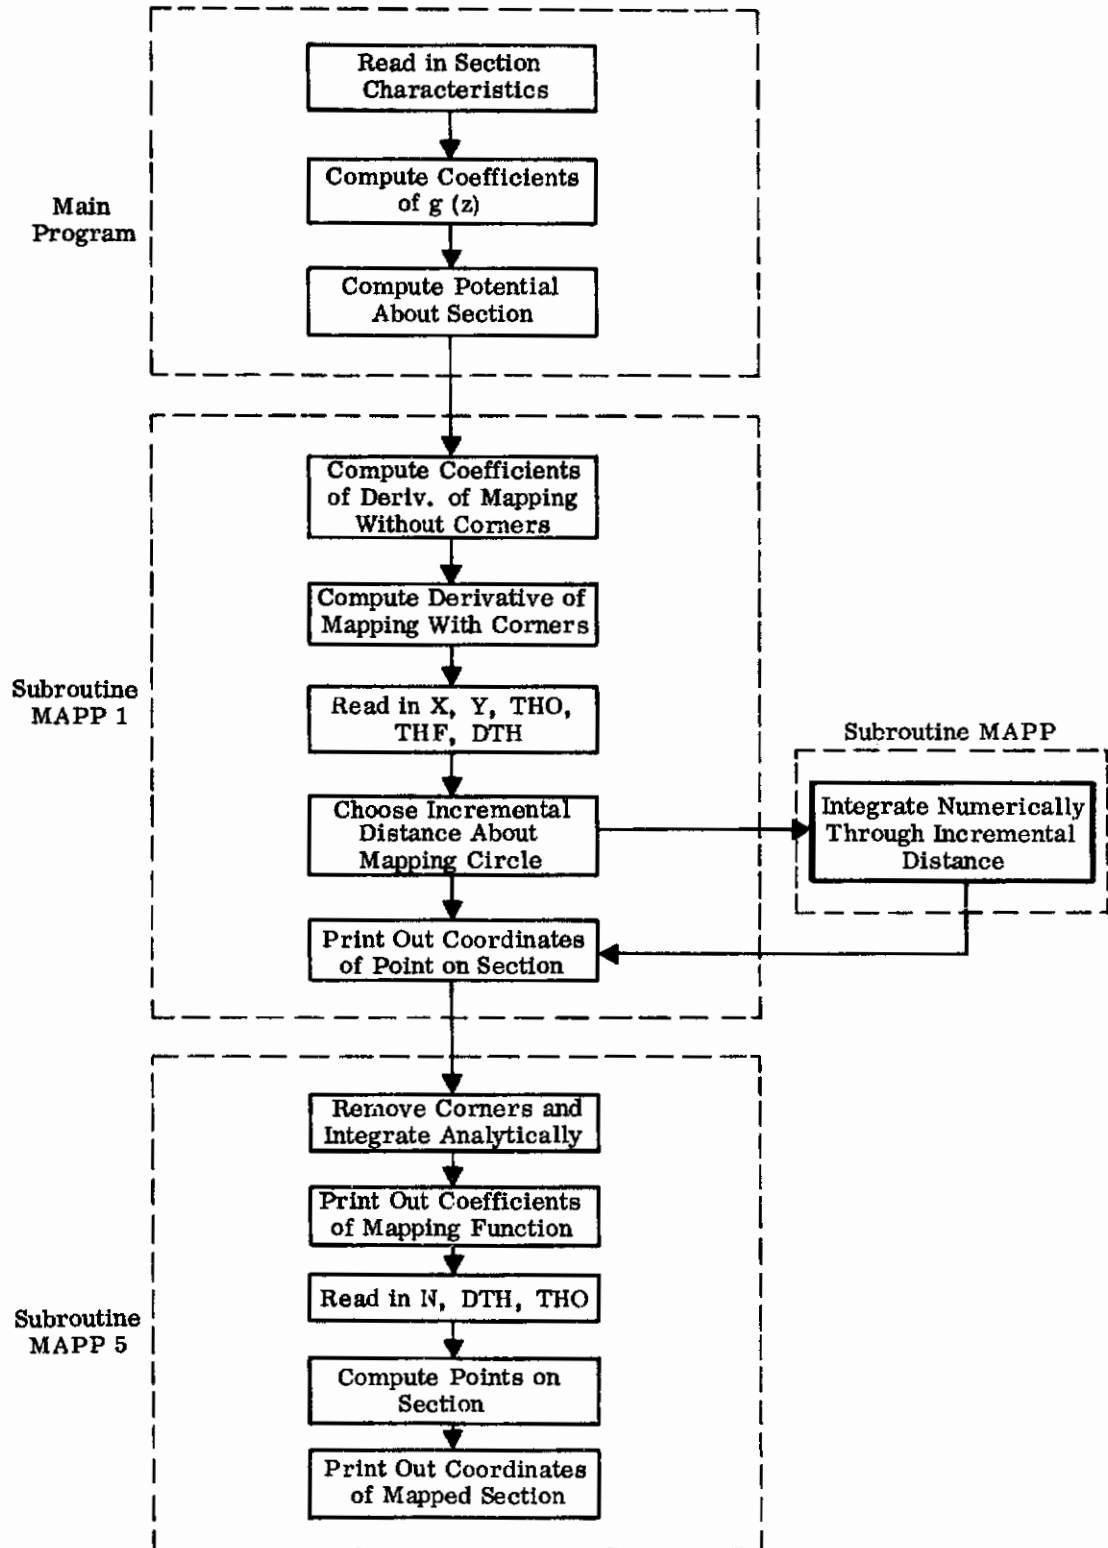 Read in Section
Characteristics
Compute Coefficients
of g (z)
Main
Program
Compute Potential
About Section
Compute Coefficients
of Deriv. of Mapping
Without Corners
Compute Derivative of
Mapping With Corners
Subroutine
MAPP 1
Read in X, Y, THO,
THF, DTH
Subroutine MAPP
Choose Incremental
Distance About
Mapping Circle
Integrate Numerically
Through Incremental
Distance
Print Out Coordinates
of Point on Section
Remove Corners and
Integrate Analytically
Print Out Coefficients
of Mapping Function
Read in N, DTH, THO
Subroutine
MAPP 5
Compute Points on
Section
Print Out Coordinates
of Mapped Section